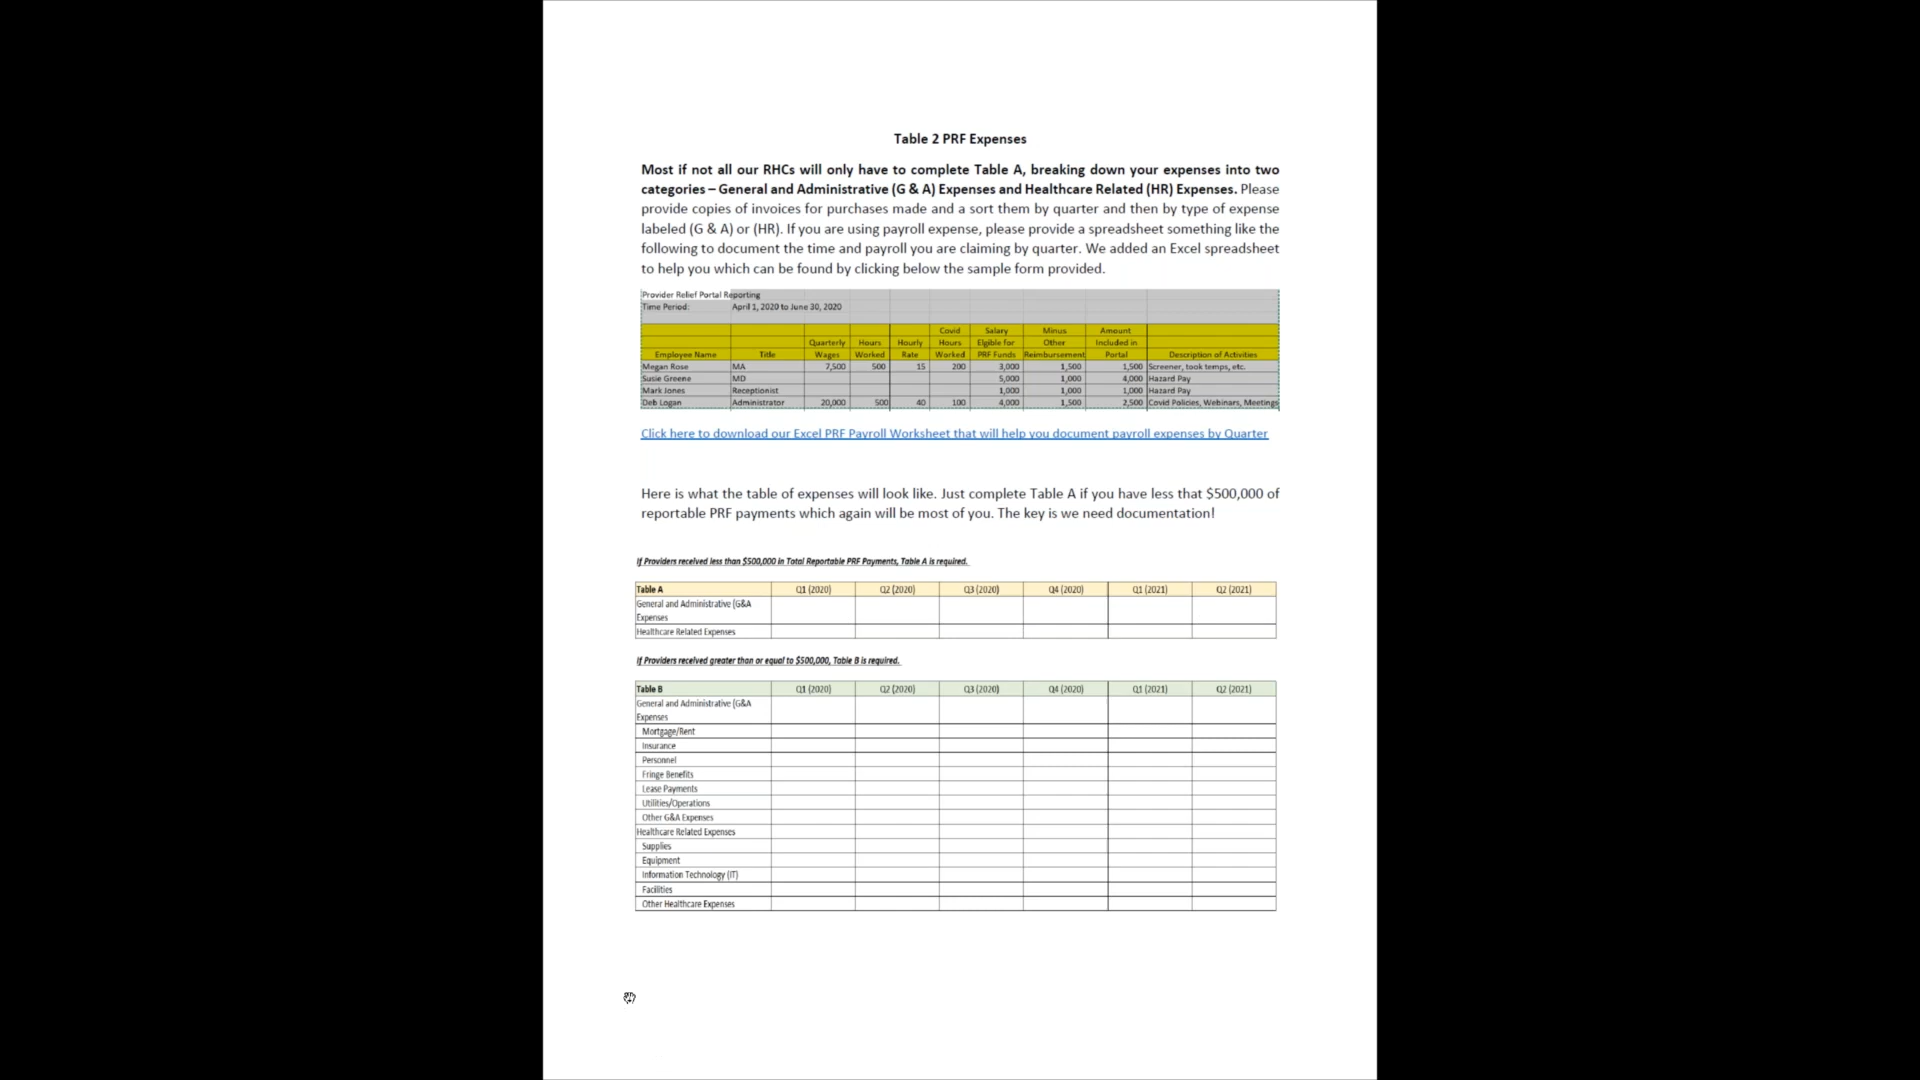 Table 2 PRF Expenses
Most if not all our RHCs will only have to complete Table A, breaking down your expenses into two
categories – General and Administrative (G & A) Expenses and Healthcare Related (HR) Expenses. Please
provide copies of invoices for purchases made and a sort them by quarter and then by type of expense
labeled (G & A) or (HR). If you are using payroll expense, please provide a spreadsheet something like the
following to document the time and payroll you are claiming by quarter. We added an Excel spreadsheet
to help you which can be found by clicking below the sample form provided.
Provider Relief Portal Reporting
Time Period: April 1, 2020 to June 30, 2020
Covid Salary Minus Amount
Quarterly Hours Hourly Hours Elgible for Other Included in
Employee Name Title Wages Worked Rate Worked PRF Funds Reimbursement Portal Description of Activities
Megan Rose MA 7,500 500 15 200 3,000 1,500 1,500 Screener, took temps, etc.
Susie Greene MD 5,000 1,000 4,000 Hazard Pay
Mark Jones Receptionist 1,000 1,000 1,000 Hazard Pay
Deb Logan Administrator 20,000 500 40 100 4,000 1,500 2,500 Covid Policies, Webinars, Meetings
Click here to download our Excel PRF Payroll Worksheet that will help you document payroll expenses by Quarter
Here is what the table of expenses will look like. Just complete Table A if you have less that $500,000 of
reportable PRF payments which again will be most of you. The key is we need documentation!
If Providers received less than $500,000 in Total Reportable PRF Payments, Table A is required.
Table A Q1 (2020) Q2 (2020) Q3 (2020) Q4 (2020) Q1 (2021) Q2 (2021)
General and Administrative (G&A
Expenses
Healthcare Related Expenses
If Providers received greater than or equal to $500,000, Table B is required.
Table B Q1 (2020) Q2 (2020) Q3 (2020) Q4 (2020) Q1 (2021) Q2 (2021)
General and Administrative (G&A
Expenses
Mortgage/Rent
Insurance
Personnel
Fringe Benefits
Lease Payments
Utilities/Operations
Other G&A Expenses
Healthcare Related Expenses
Supplies
Equipment
Information Technology (IT)
Facilities
Other Healthcare Expenses